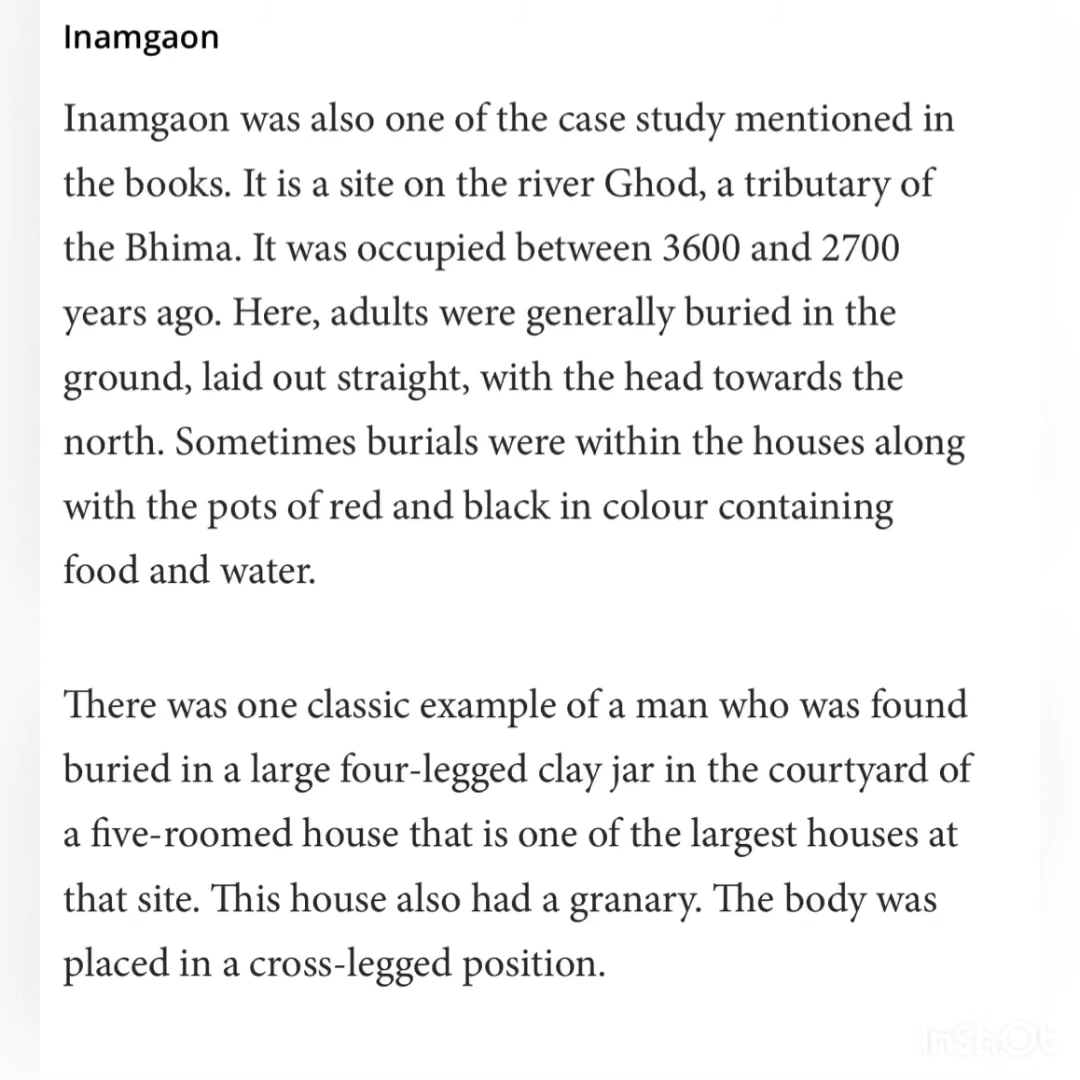 Inamgaon
Inamgaon was also one of the case study mentioned in
the books. It is a site on the river Ghod, a tributary of
the Bhima. It was occupied between 3600 and 2700
years ago. Here, adults were generally buried in the
ground, laid out straight, with the head towards the
north. Sometimes burials were within the houses along
with the pots of red and black in colour containing
food and water.
There was one classic example of a man who was found
buried in a large four-legged clay jar in the courtyard of
a five-roomed house that is one of the largest houses at
that site. This house also had a granary. The body was
placed in a cross-legged position.
InShOt